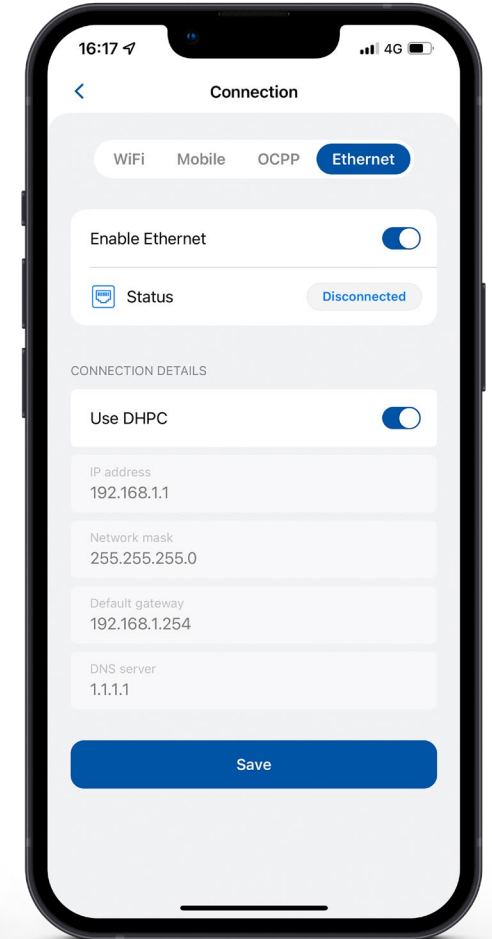 16:17 4G
Connection
WiFi Mobile OCPP Ethernet
Enable Ethernet
Status Disconnected
CONNECTION DETAILS
Use DHPC
IP address
192.168.1.1
Network mask
255.255.255.0
Default gateway
192.168.1.254
DNS server
1.1.1.1
Save